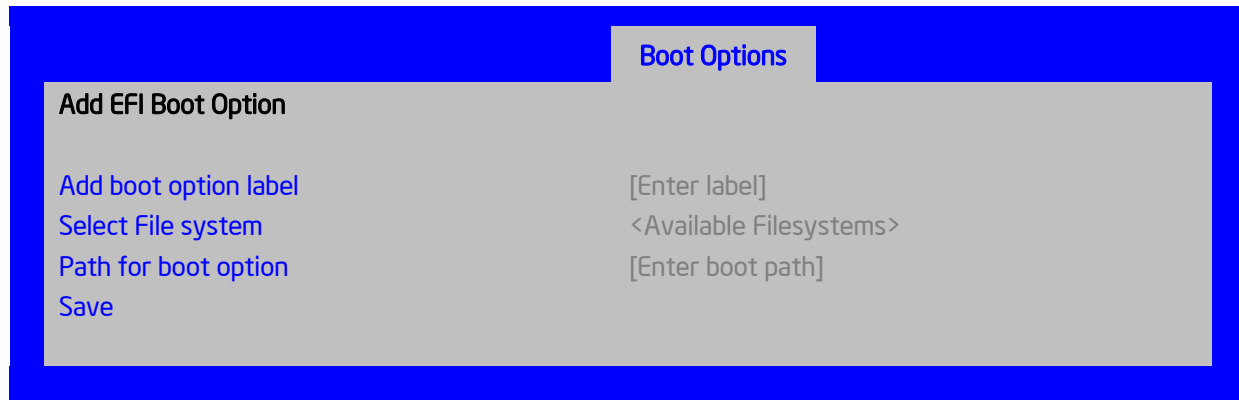 Boot Options
Add EFI Boot Option
Add boot option label [Enter label]
Select File system <Available Filesystems>
Path for boot option [Enter boot path]
Save